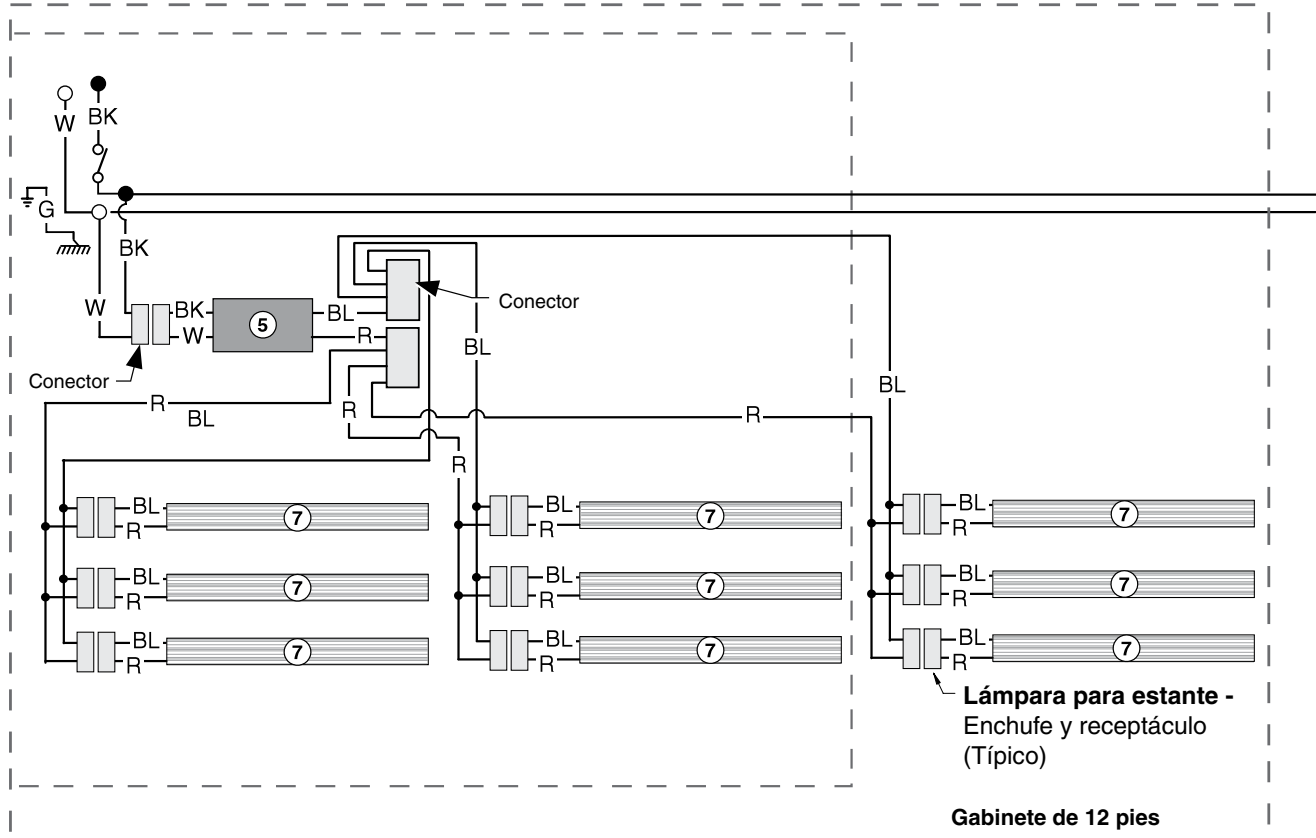 W
BK
G
BK
W
BK
W
5
BL
R
Conector
Conector
BL
BL
R
BL
R
R
R
BL
R
7
BL
R
7
BL
R
7
BL
R
7
BL
R
7
BL
R
7
BL
R
7
BL
R
7
BL
R
7
Lámpara para estante -
Enchufe y receptáculo
(Típico)
Gabinete de 12 pies